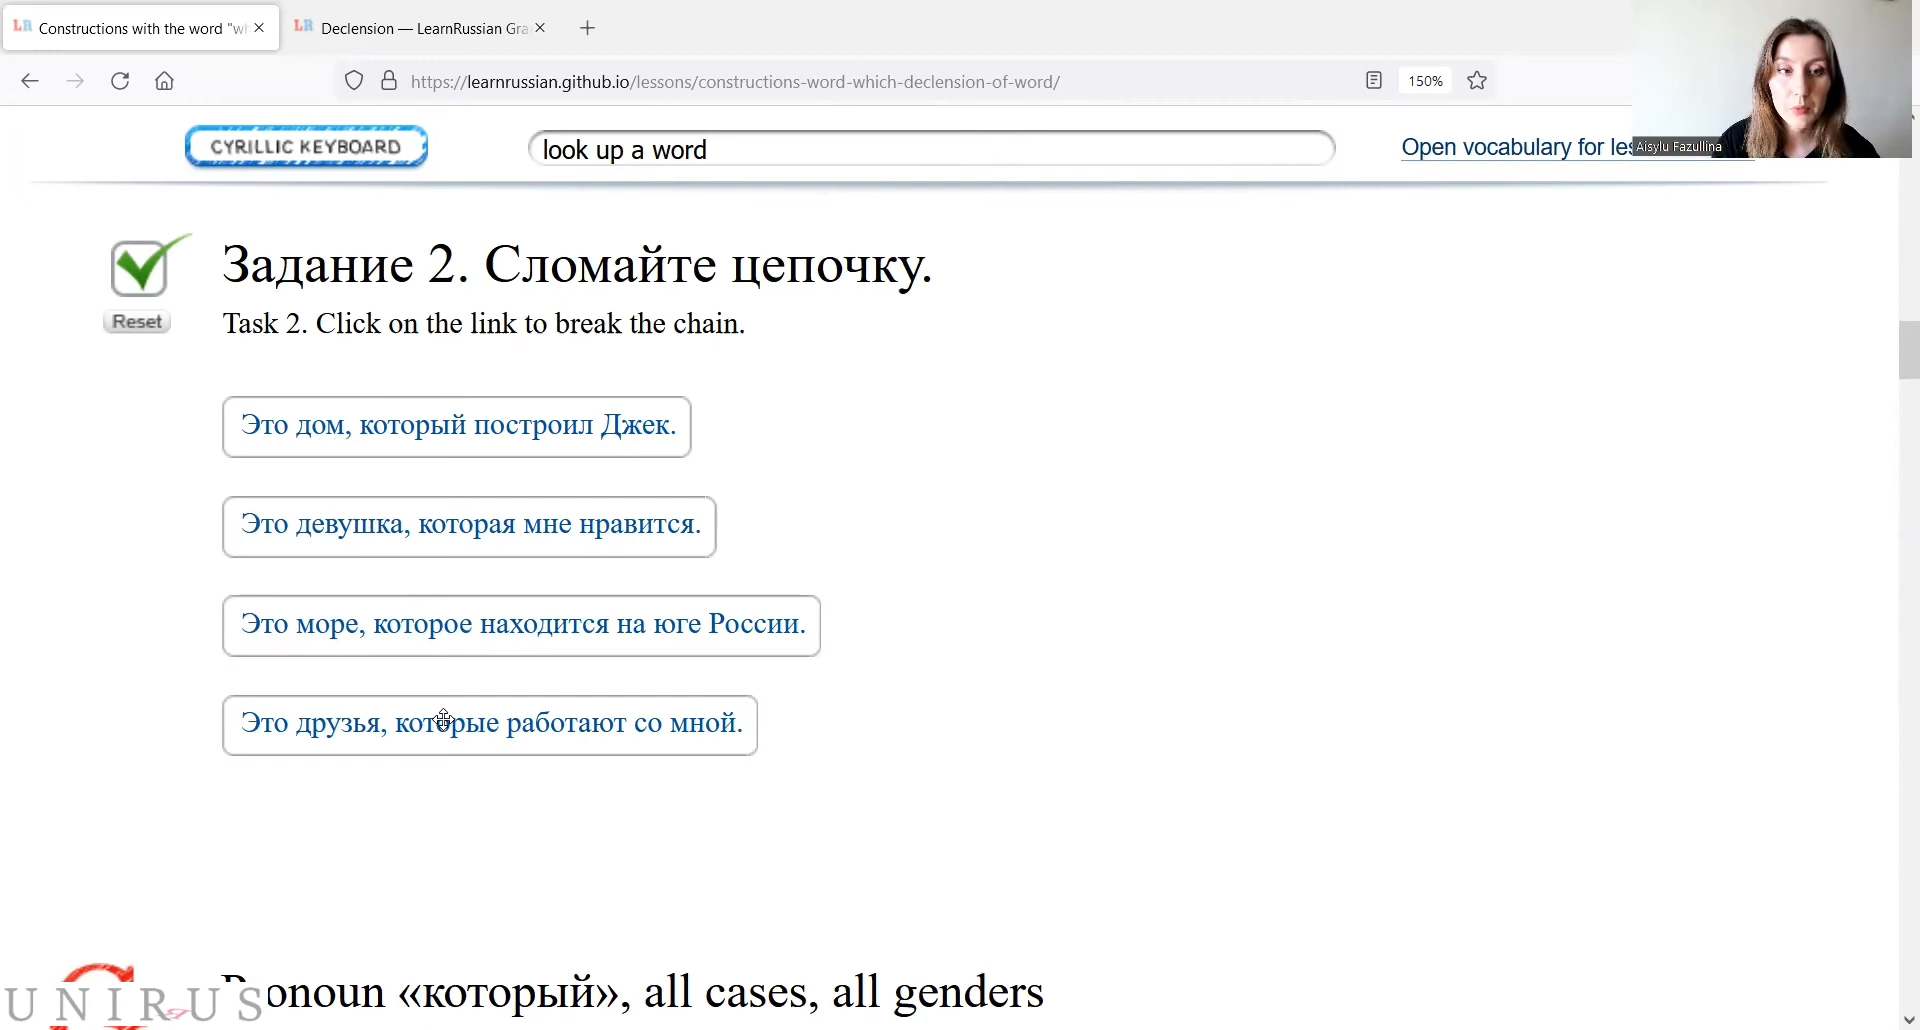 Constructions with the word "wh
Declension — LearnRussian Gra
https://learnrussian.github.io/lessons/constructions-word-which-declension-of-word/
150%
CYRILLIC KEYBOARD
look up a word
Open vocabulary for les
Aisylu Fazullina
Задание 2. Сломайте цепочку.
Reset
Task 2. Click on the link to break the chain.
Это дом, который построил Джек.
Это девушка, которая мне нравится.
Это море, которое находится на юге России.
Это друзья, которые работают со мной.
Pronoun «который», all cases, all genders
UNIRUS